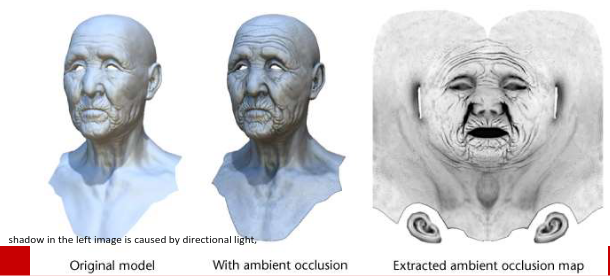 shadow in the left image is caused by directional light,
Original model
With ambient occlusion
Extracted ambient occlusion map